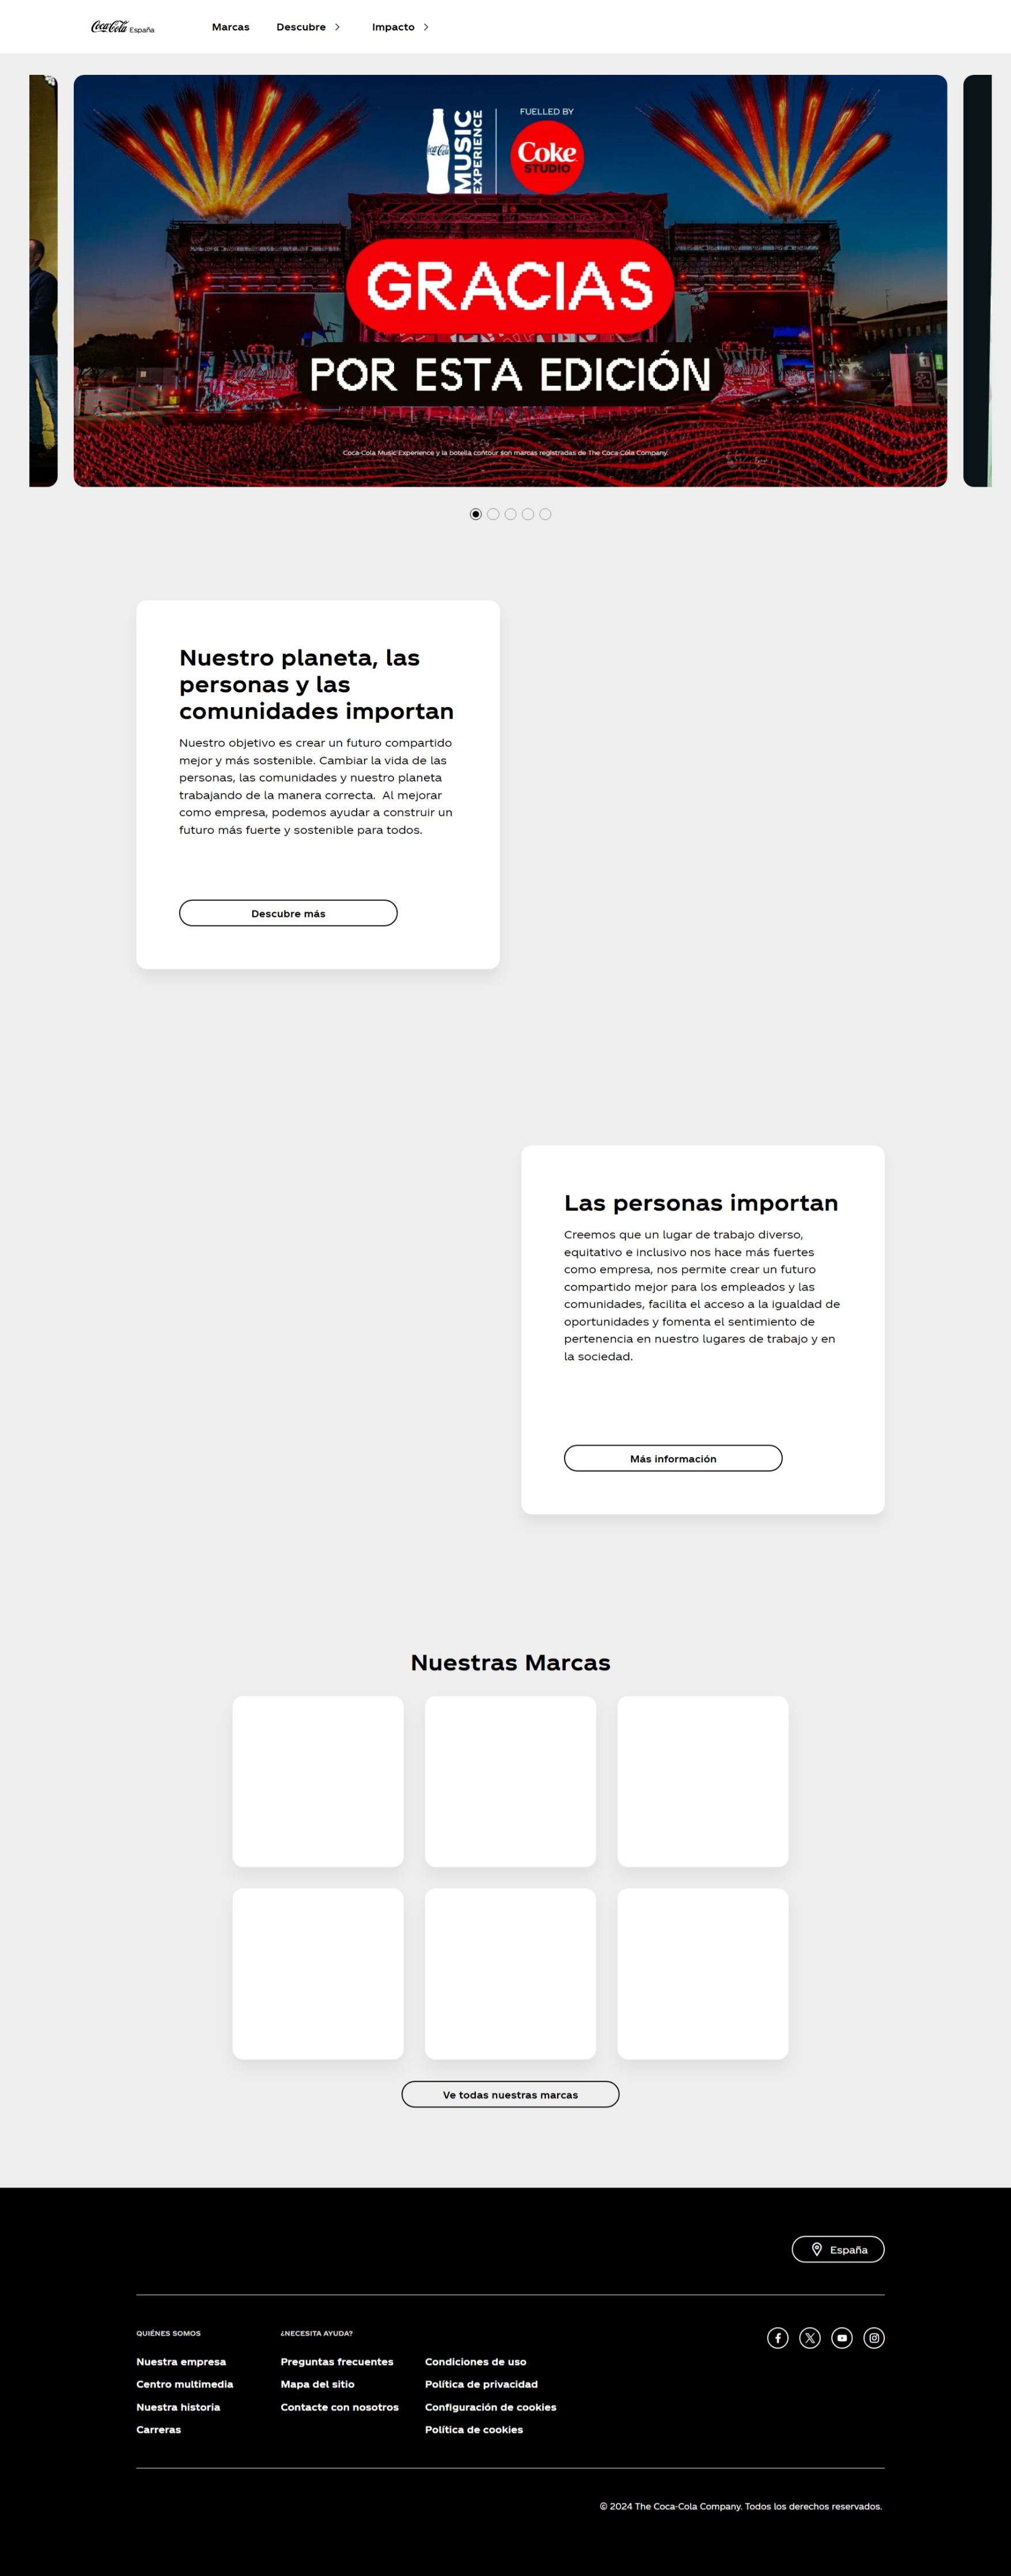 Coca-Cola España
Marcas
Descubre
Impacto
Coca-Cola
MUSIC
EXPERIENCE
FUELLED BY
Coke
STUDIO
GRACIAS
POR ESTA EDICIÓN
Coca-Cola Music Experience y la botella contour son marcas registradas de The Coca-Cola Company.
Nuestro planeta, las
personas y las
comunidades importan
Nuestro objetivo es crear un futuro compartido
mejor y más sostenible. Cambiar la vida de las
personas, las comunidades y nuestro planeta
trabajando de la manera correcta.  Al mejorar
como empresa, podemos ayudar a construir un
futuro más fuerte y sostenible para todos.
Descubre más
Las personas importan
Creemos que un lugar de trabajo diverso,
equitativo e inclusivo nos hace más fuertes
como empresa, nos permite crear un futuro
compartido mejor para los empleados y las
comunidades, facilita el acceso a la igualdad de
oportunidades y fomenta el sentimiento de
pertenencia en nuestro lugares de trabajo y en
la sociedad.
Más información
Nuestras Marcas
Ve todas nuestras marcas
España
QUIÉNES SOMOS
Nuestra empresa
Centro multimedia
Nuestra historia
Carreras
¿NECESITA AYUDA?
Preguntas frecuentes
Mapa del sitio
Contacte con nosotros
Condiciones de uso
Política de privacidad
Configuración de cookies
Política de cookies
© 2024 The Coca-Cola Company. Todos los derechos reservados.